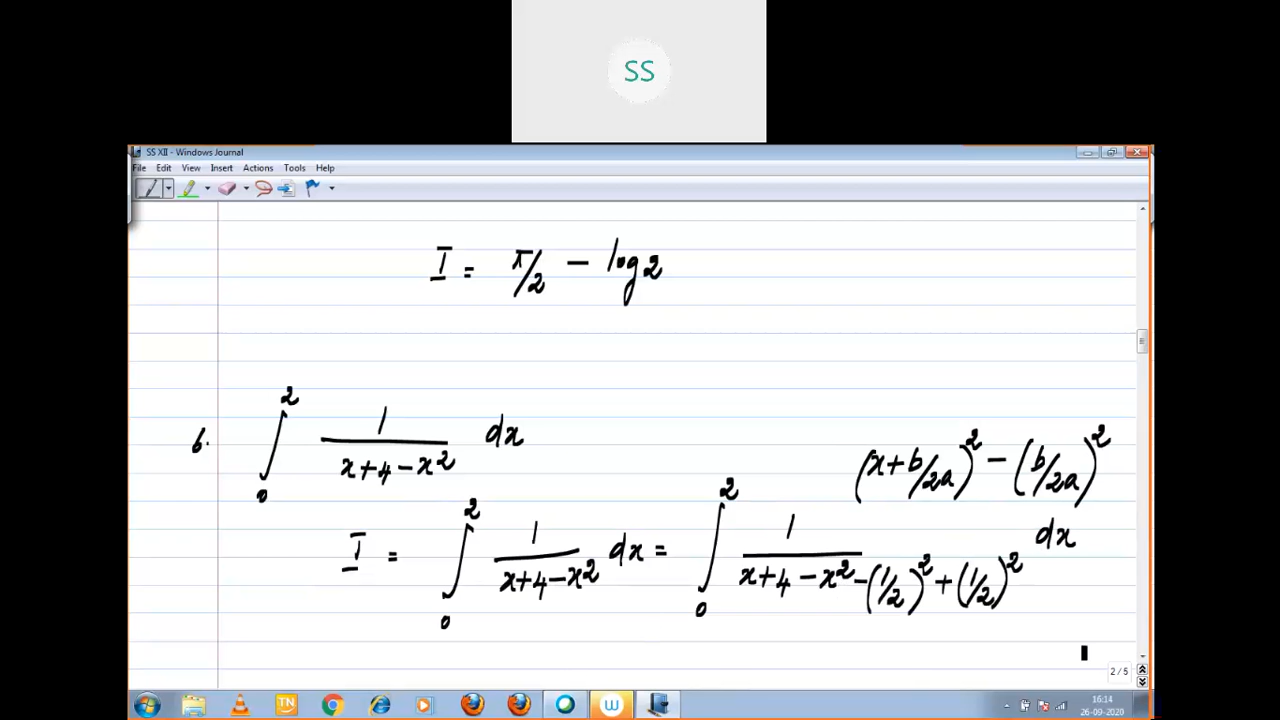 SS
SS XII - Windows Journal
File Edit View Insert Actions Tools Help
I = π/2 − log 2
6. ∫₀² 1/(x+4−x²) dx
(x+b/2a)² − (b/2a)²
I = ∫₀² 1/(x+4−x²) dx = ∫₀² 1/(x+4−x²−(1/2)²+(1/2)²) dx
2/5
TN
W
16:14
26-09-2020